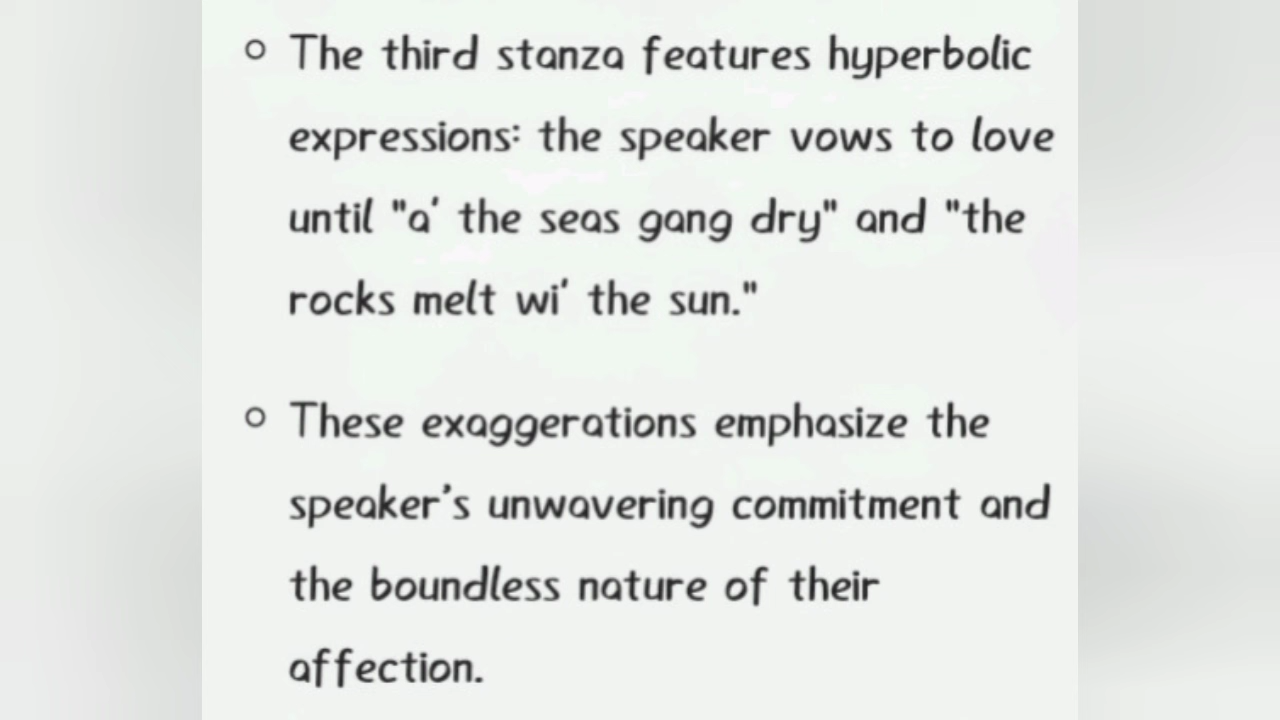 ○ The third stanza features hyperbolic
expressions: the speaker vows to love
until "a' the seas gang dry" and "the
rocks melt wi' the sun."
○ These exaggerations emphasize the
speaker's unwavering commitment and
the boundless nature of their
affection.